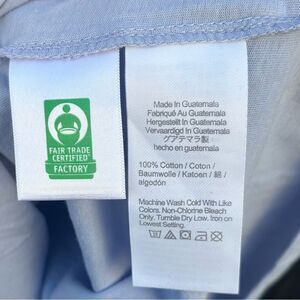 FAIR TRADE
CERTIFIED
FACTORY
Made In Guatemala
Fabriqué Au Guatemala
Hergestellt In Guatemala
Vervaardigd In Guatemala
グアテマラ製
hecho en guatemala
100% Cotton / Coton /
Baumwolle / Katoen / 綿 /
algodón
Machine Wash Cold With Like
Colors. Non-Chlorine Bleach
Only. Tumble Dry Low. Iron on
Lowest Setting.